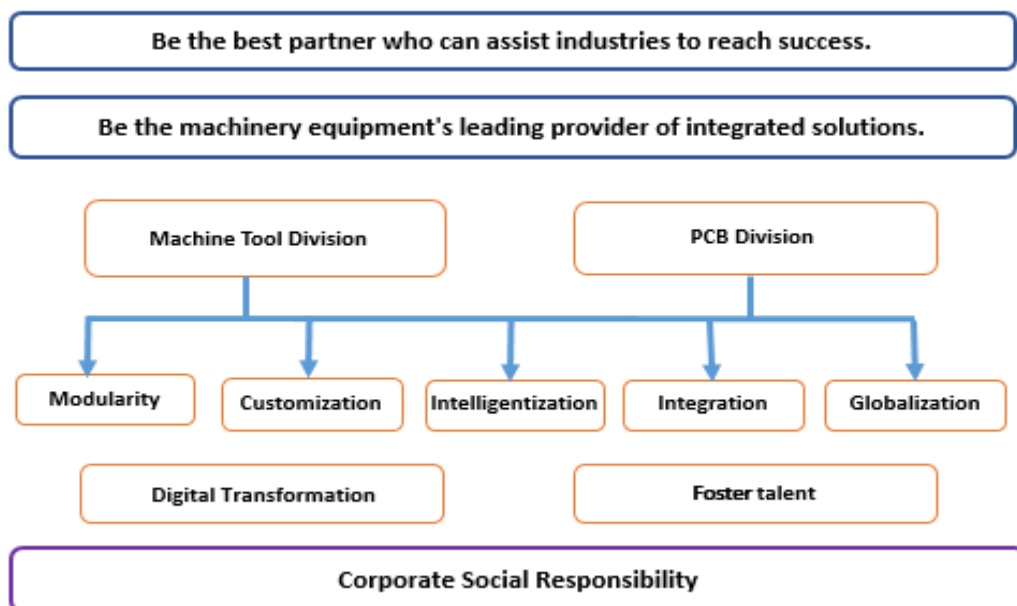 Be the best partner who can assist industries to reach success.
Be the machinery equipment's leading provider of integrated solutions.
Machine Tool Division
PCB Division
Modularity
Customization
Intelligentization
Integration
Globalization
Digital Transformation
Foster talent
Corporate Social Responsibility